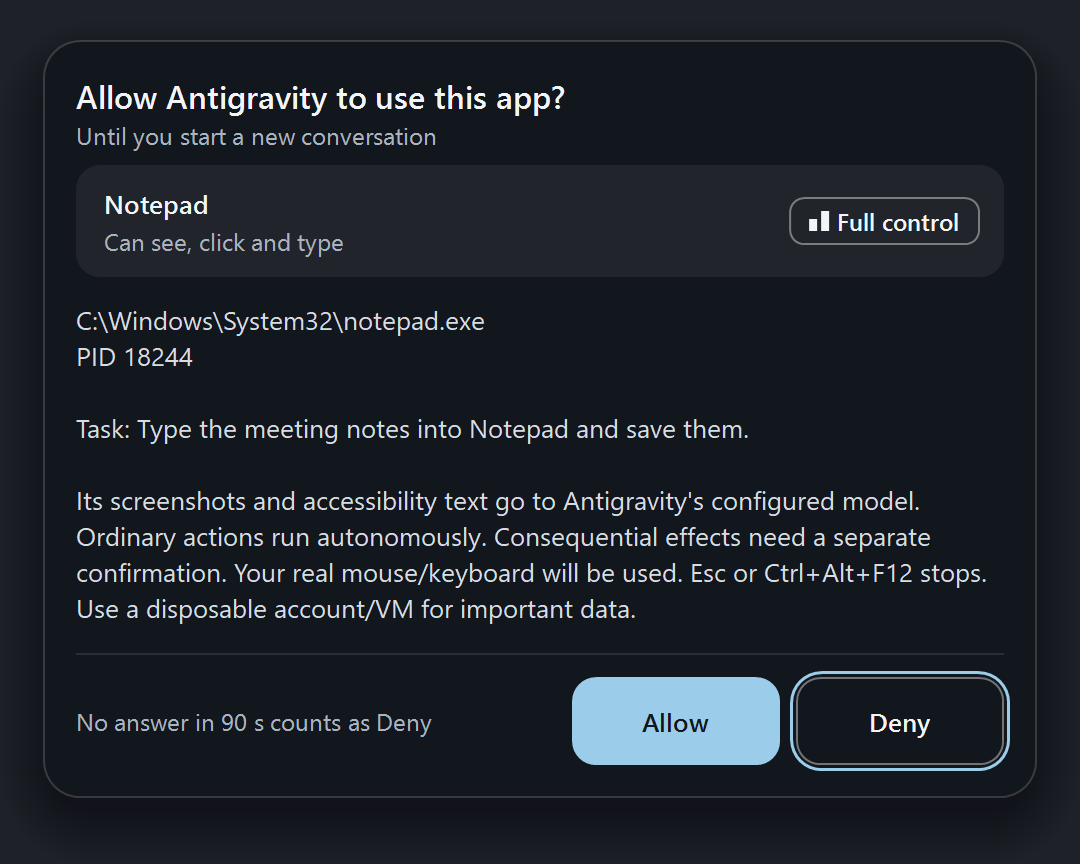 Allow Antigravity to use this app?
Until you start a new conversation
Notepad
Can see, click and type
Full control
C:\Windows\System32\notepad.exe
PID 18244
Task: Type the meeting notes into Notepad and save them.
Its screenshots and accessibility text go to Antigravity's configured model.
Ordinary actions run autonomously. Consequential effects need a separate
confirmation. Your real mouse/keyboard will be used. Esc or Ctrl+Alt+F12 stops.
Use a disposable account/VM for important data.
No answer in 90 s counts as Deny
Allow
Deny